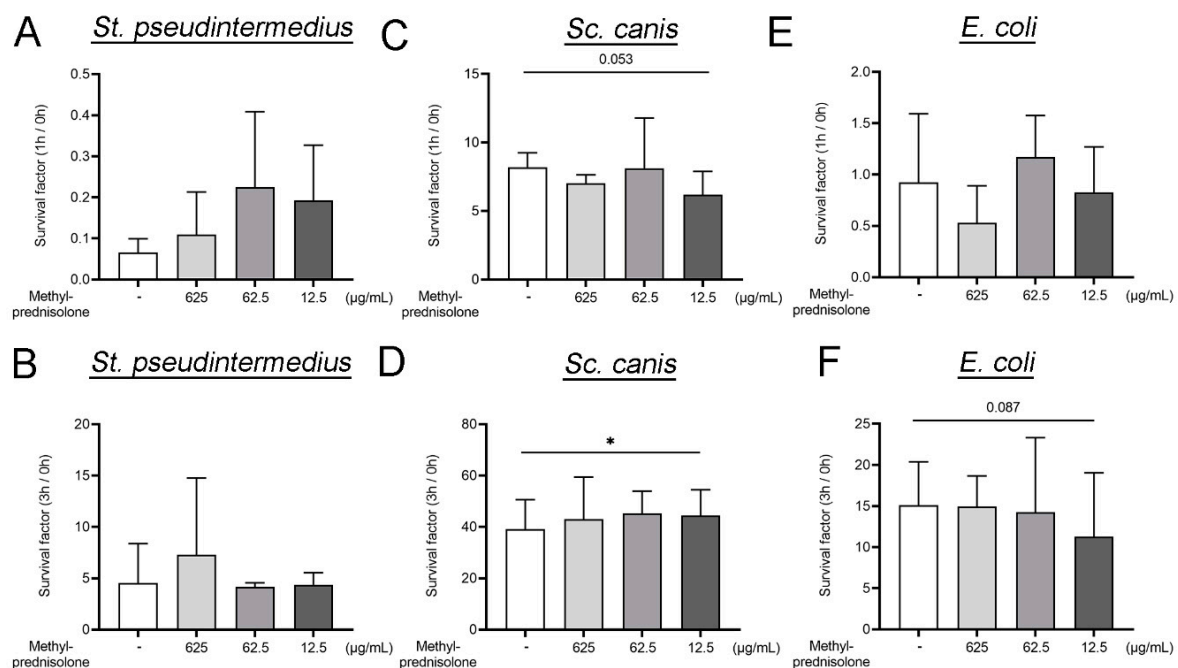 A
St. pseudintermedius
Survival factor (1h / 0h)
0.5
0.4
0.3
0.2
0.1
0.0
Methyl-
prednisolone
- 625 62.5 12.5 (µg/mL)
C
Sc. canis
0.053
Survival factor (1h / 0h)
15
10
5
0
Methyl-
prednisolone
- 625 62.5 12.5 (µg/mL)
E
E. coli
Survival factor (1h / 0h)
2.0
1.5
1.0
0.5
0.0
Methyl-
prednisolone
- 625 62.5 12.5 (µg/mL)
B
St. pseudintermedius
Survival factor (3h / 0h)
20
15
10
5
0
Methyl-
prednisolone
- 625 62.5 12.5 (µg/mL)
D
Sc. canis
*
Survival factor (3h / 0h)
80
60
40
20
0
Methyl-
prednisolone
- 625 62.5 12.5 (µg/mL)
F
E. coli
0.087
Survival factor (3h / 0h)
25
20
15
10
5
0
Methyl-
prednisolone
- 625 62.5 12.5 (µg/mL)